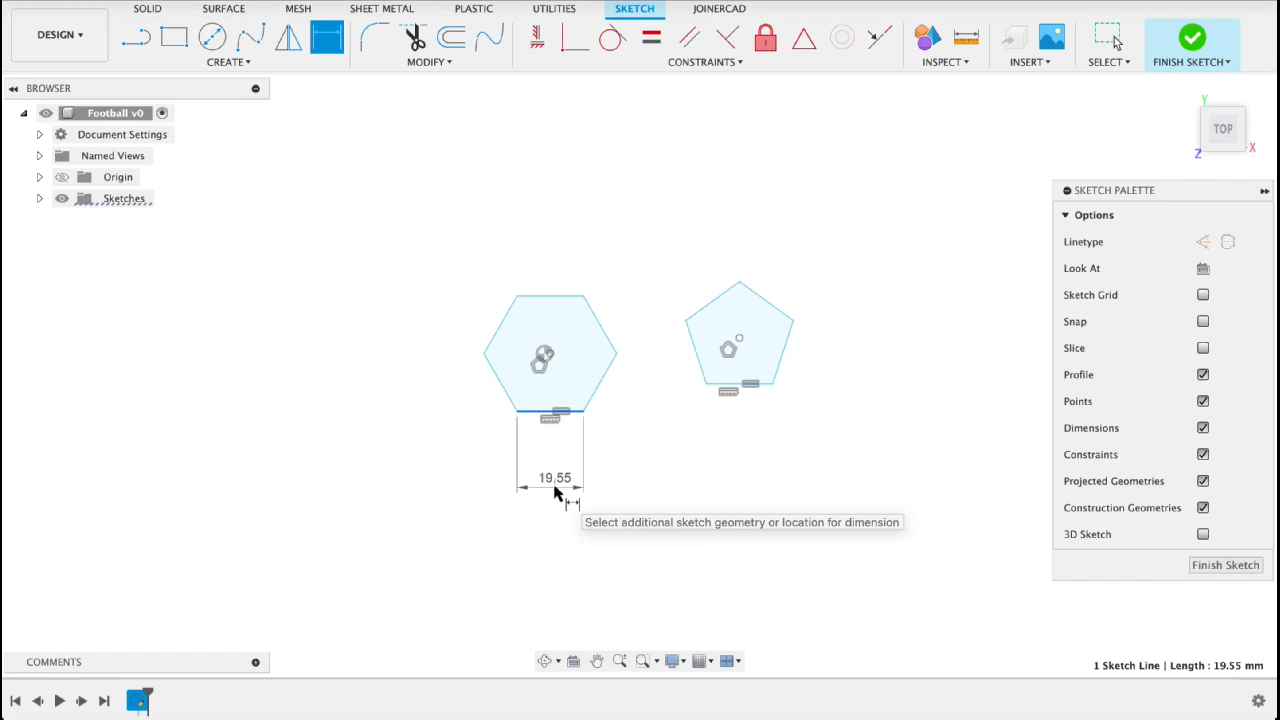 SOLID SURFACE MESH SHEET METAL PLASTIC UTILITIES SKETCH JOINERCAD
DESIGN
CREATE MODIFY CONSTRAINTS INSPECT INSERT SELECT FINISH SKETCH
BROWSER
Football v0
Document Settings
Named Views
Origin
Sketches
Y
TOP
X
Z
SKETCH PALETTE
Options
Linetype
Look At
Sketch Grid
Snap
Slice
Profile
Points
Dimensions
Constraints
Projected Geometries
Construction Geometries
3D Sketch
Finish Sketch
19.55
Select additional sketch geometry or location for dimension
COMMENTS
1 Sketch Line | Length : 19.55 mm